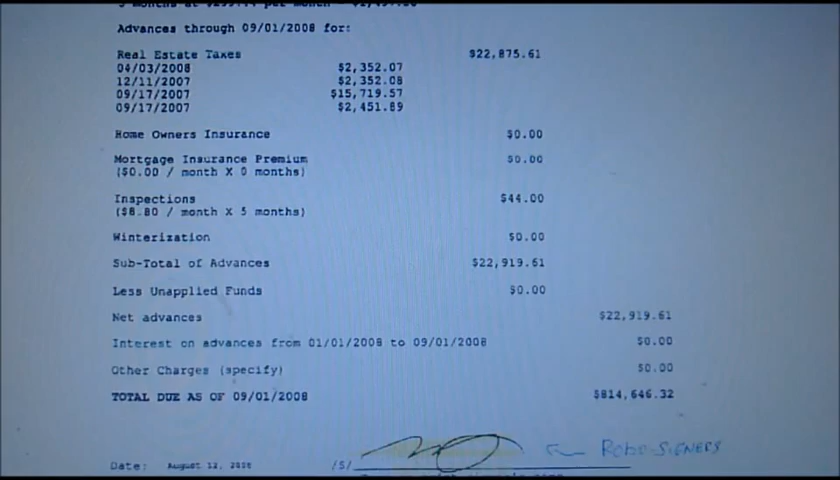 Advances through 09/01/2008 for:
Real Estate Taxes $22,875.61
04/03/2008 $2,352.07
12/11/2007 $2,352.08
09/17/2007 $15,719.57
09/17/2007 $2,451.89
Home Owners Insurance $0.00
Mortgage Insurance Premium $0.00
($0.00 / month X 0 months)
Inspections $44.00
($8.80 / month X 5 months)
Winterization $0.00
Sub-Total of Advances $22,919.61
Less Unapplied Funds $0.00
Net advances $22,919.61
Interest on advances from 01/01/2008 to 09/01/2008 $0.00
Other Charges (specify) $0.00
TOTAL DUE AS OF 09/01/2008 $814,646.32
ROBO-SIGNERS
Date: August 12, /S/